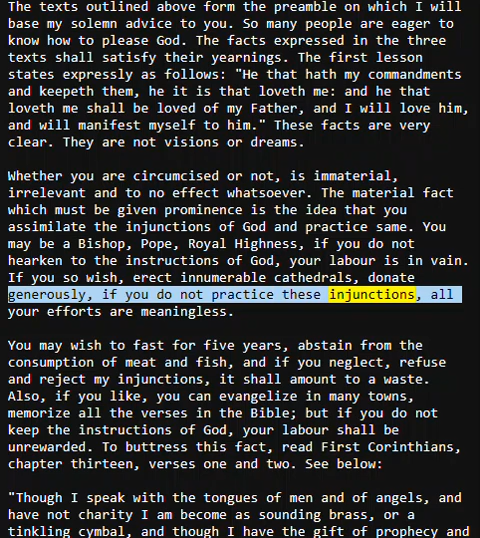 The texts outlined above form the preamble on which I will
base my solemn advice to you. So many people are eager to
know how to please God. The facts expressed in the three
texts shall satisfy their yearnings. The first lesson
states expressly as follows: "He that hath my commandments
and keepeth them, he it is that loveth me: and he that
loveth me shall be loved of my Father, and I will love him,
and will manifest myself to him." These facts are very
clear. They are not visions or dreams.
Whether you are circumcised or not, is immaterial,
irrelevant and to no effect whatsoever. The material fact
which must be given prominence is the idea that you
assimilate the injunctions of God and practice same. You
may be a Bishop, Pope, Royal Highness, if you do not
hearken to the instructions of God, your labour is in vain.
If you so wish, erect innumerable cathedrals, donate
generously, if you do not practice these injunctions, all
your efforts are meaningless.
You may wish to fast for five years, abstain from the
consumption of meat and fish, and if you neglect, refuse
and reject my injunctions, it shall amount to a waste.
Also, if you like, you can evangelize in many towns,
memorize all the verses in the Bible; but if you do not
keep the instructions of God, your labour shall be
unrewarded. To buttress this fact, read First Corinthians,
chapter thirteen, verses one and two. See below:
"Though I speak with the tongues of men and of angels, and
have not charity I am become as sounding brass, or a
tinkling cymbal, and though I have the gift of prophecy and